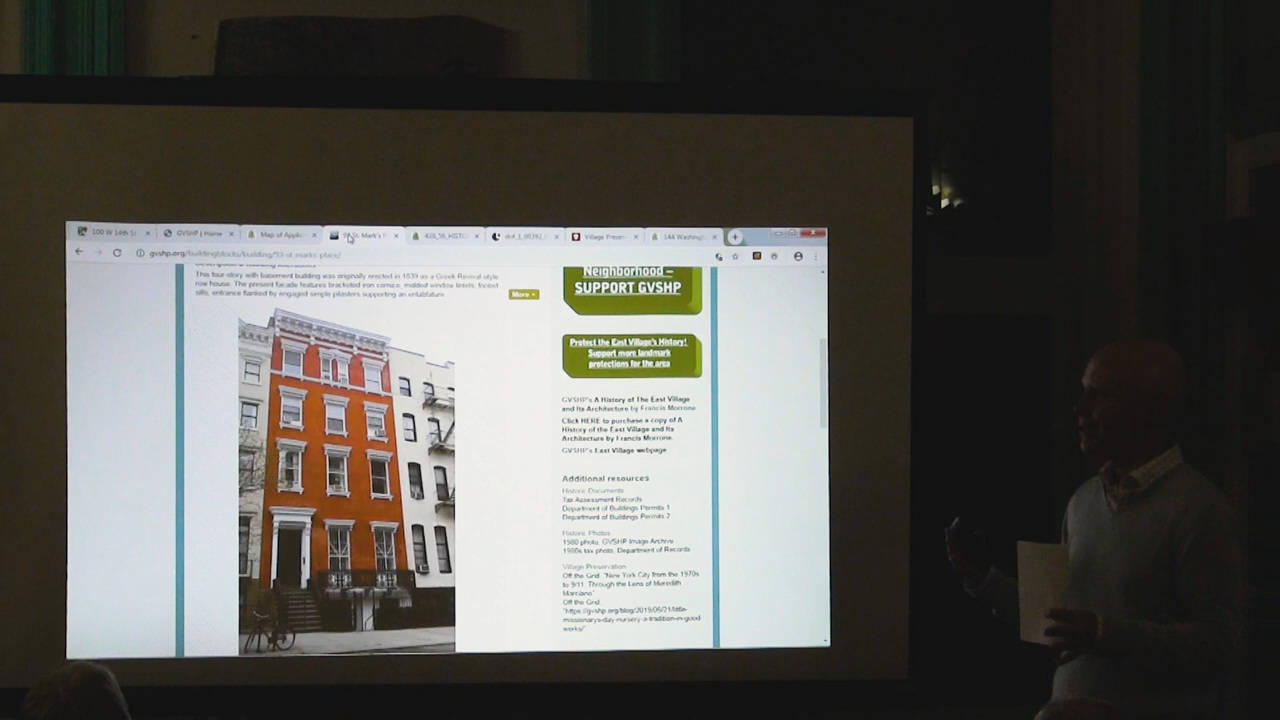 100 W 14th St
GVSHP | Home
Map of Applic
St. Mark's P
Village Preser
14A Washing
gvshp.org/buildingblocks/building/93-st-marks-place/
This four-story with basement building was originally erected in 1839 as a Greek Revival-style
row house. The present facade features bracketed iron cornice, molded window lintels, footed
sills, entrance flanked by engaged simple pilasters supporting an entablature.
More
Neighborhood –
SUPPORT GVSHP
Protect the East Village's History!
Support more landmark
protections for the area
GVSHP's A History of The East Village
and Its Architecture by Francis Morrone
Click HERE to purchase a copy of A
History of the East Village and Its
Architecture by Francis Morrone.
GVSHP's East Village webpage
Additional resources
Historic Documents
Tax Assessment Records
Department of Buildings Permits 1
Department of Buildings Permits 2
Historic Photos
1980 photo, GVSHP Image Archive
1980s tax photo, Department of Records
Village Preservation
Off the Grid: "New York City from the 1970s
to 9/11: Through the Lens of Meredith
Marciano"
Off the Grid:
"https://gvshp.org/blog/2019/05/21/little-
missionarys-day-nursery-a-tradition-in-good-
works/"